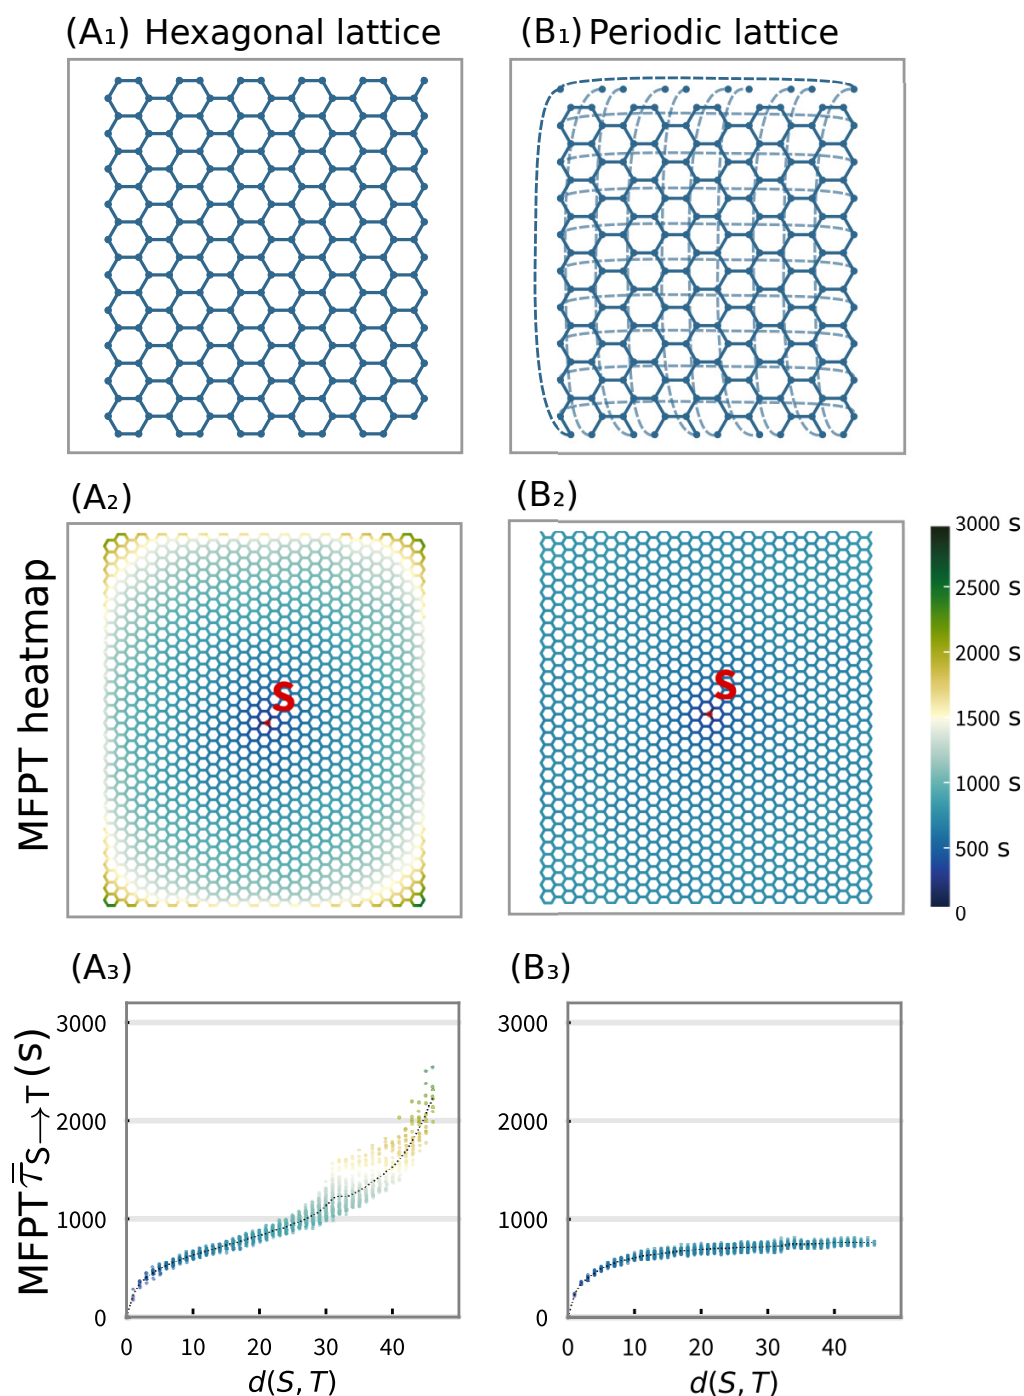 (A₁) Hexagonal lattice
(B₁) Periodic lattice
(A₂)
(B₂)
MFPT heatmap
S
S
3000 s
2500 s
2000 s
1500 s
1000 s
500 s
0
(A₃)
(B₃)
MFPT τ̿ S→T (s)
3000
2000
1000
0
0 10 20 30 40
d(S, T)
3000
2000
1000
0
0 10 20 30 40
d(S, T)